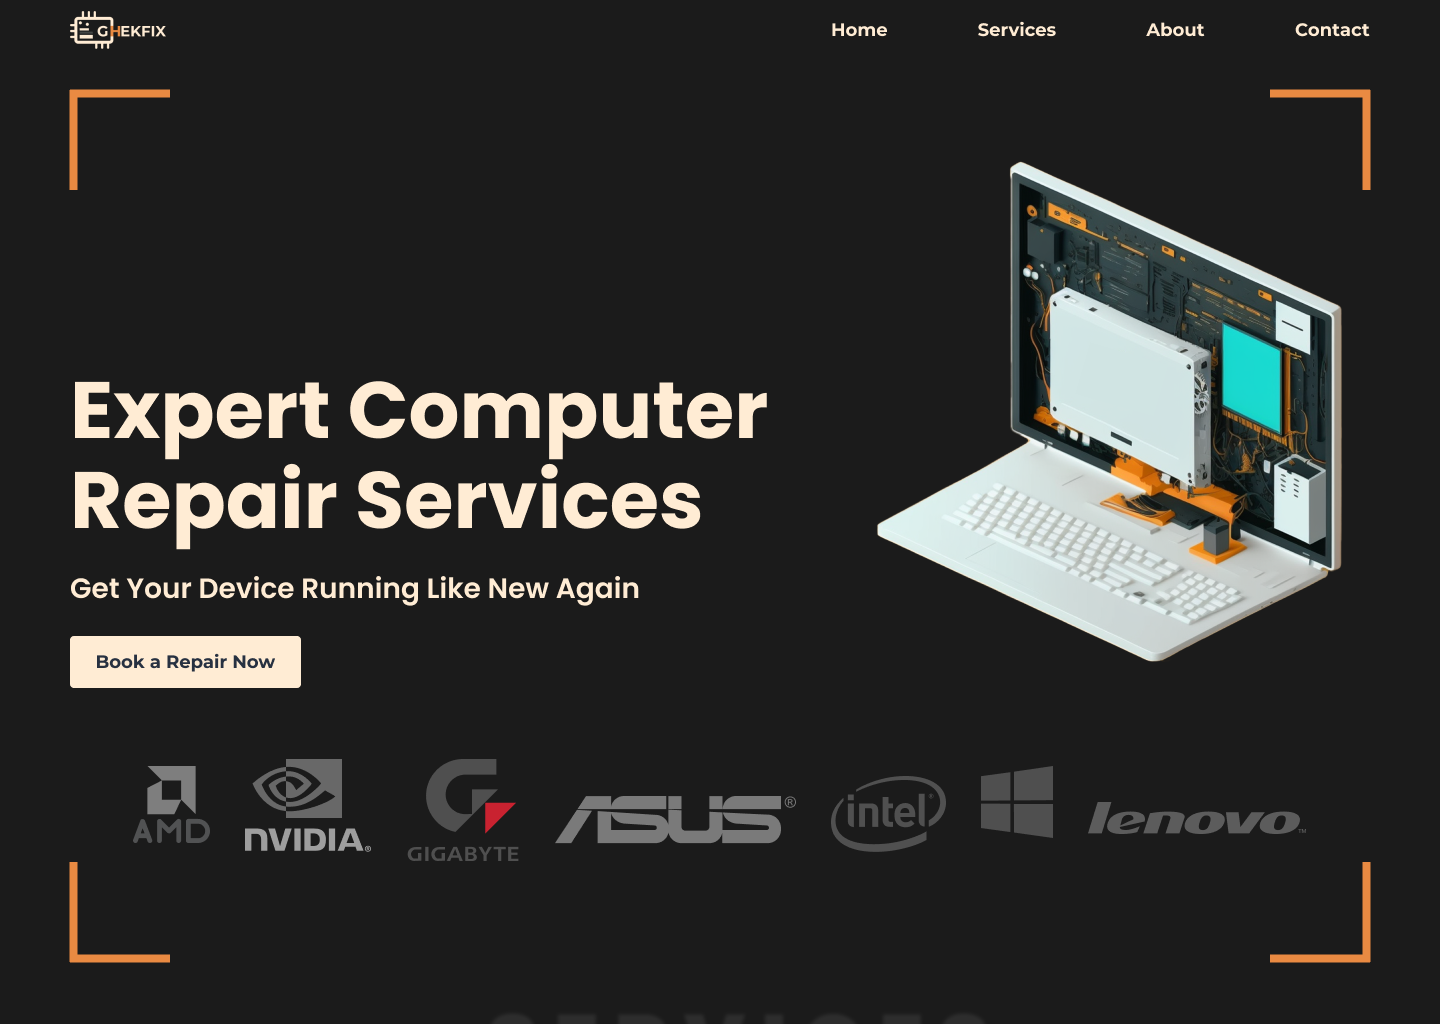 GHEKFIX
Home
Services
About
Contact
Expert Computer
Repair Services
Get Your Device Running Like New Again
Book a Repair Now
AMD
NVIDIA®
GIGABYTE
ASUS®
intel®
lenovo™
SERVICES